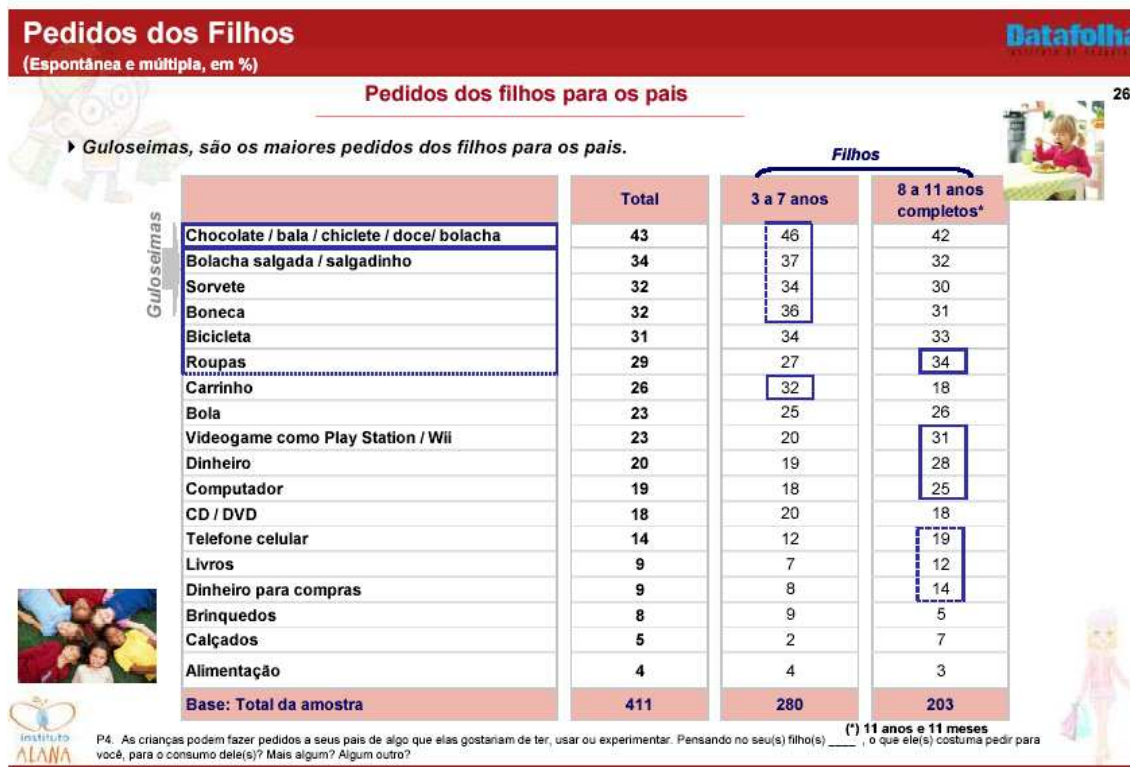 Pedidos dos Filhos
(Espontânea e múltipla, em %)
Datafolha
Pedidos dos filhos para os pais
26
Guloseimas, são os maiores pedidos dos filhos para os pais.
Filhos
Total 3 a 7 anos 8 a 11 anos
completos*
Guloseimas
Chocolate / bala / chiclete / doce/ bolacha 43 46 42
Bolacha salgada / salgadinho 34 37 32
Sorvete 32 34 30
Boneca 32 36 31
Bicicleta 31 34 33
Roupas 29 27 34
Carrinho 26 32 18
Bola 23 25 26
Videogame como Play Station / Wii 23 20 31
Dinheiro 20 19 28
Computador 19 18 25
CD / DVD 18 20 18
Telefone celular 14 12 19
Livros 9 7 12
Dinheiro para compras 9 8 14
Brinquedos 8 9 5
Calçados 5 2 7
Alimentação 4 4 3
Base: Total da amostra 411 280 203
(*) 11 anos e 11 meses
instituto
ALANA
P4. As crianças podem fazer pedidos a seus pais de algo que elas gostariam de ter, usar ou experimentar. Pensando no seu(s) filho(s) ____ , o que ele(s) costuma pedir para
você, para o consumo dele(s)? Mais algum? Algum outro?